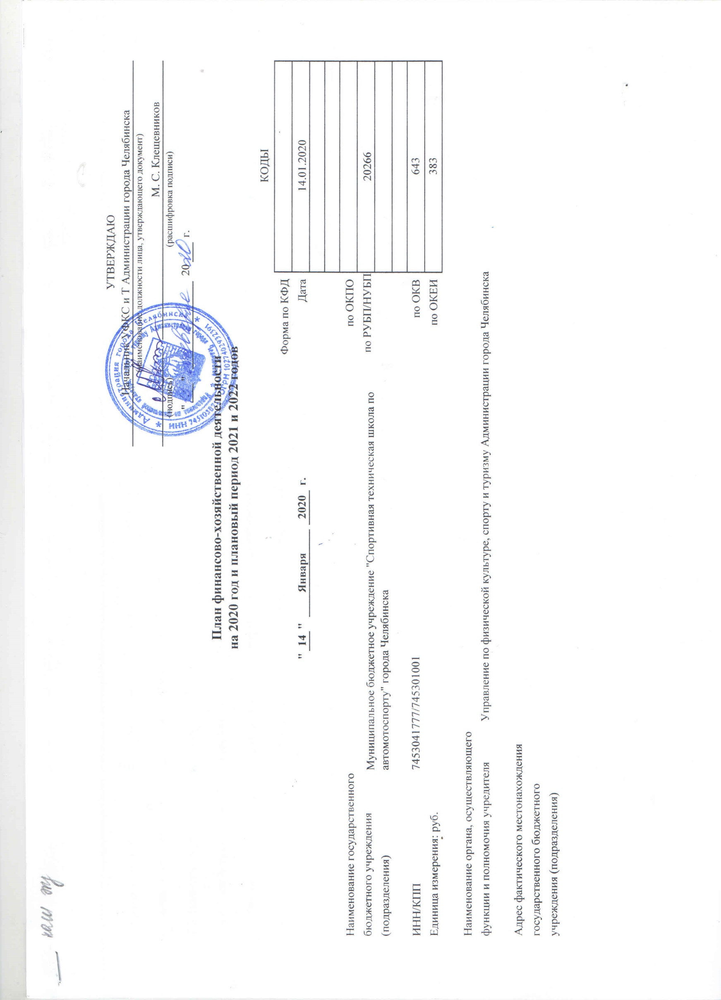 УТВЕРЖДАЮ
Начальник УФКС и Т Администрации города Челябинска
(наименование должности лица, утверждающего документ)
М. С. Клещевников
(подпись) (расшифровка подписи)
" " 2020 г.
Администрация города Челябинска
План финансово-хозяйственной деятельности
на 2020 год и плановый период 2021 и 2022 годов
КОДЫ
Форма по КФД
" 14 " Января 2020 г. Дата 14.01.2020
по ОКПО
Наименование государственного
бюджетного учреждения
(подразделения)
Муниципальное бюджетное учреждение "Спортивная техническая школа по
автомотоспорту" города Челябинска
по РУБП/НУБП 20266
ИНН/КПП 7453041777/745301001 по ОКВ 643
Единица измерения: руб. по ОКЕИ 383
Наименование органа, осуществляющего
функции и полномочия учредителя Управление по физической культуре, спорту и туризму Администрации города Челябинска
Адрес фактического местонахождения
государственного бюджетного
учреждения (подразделения)